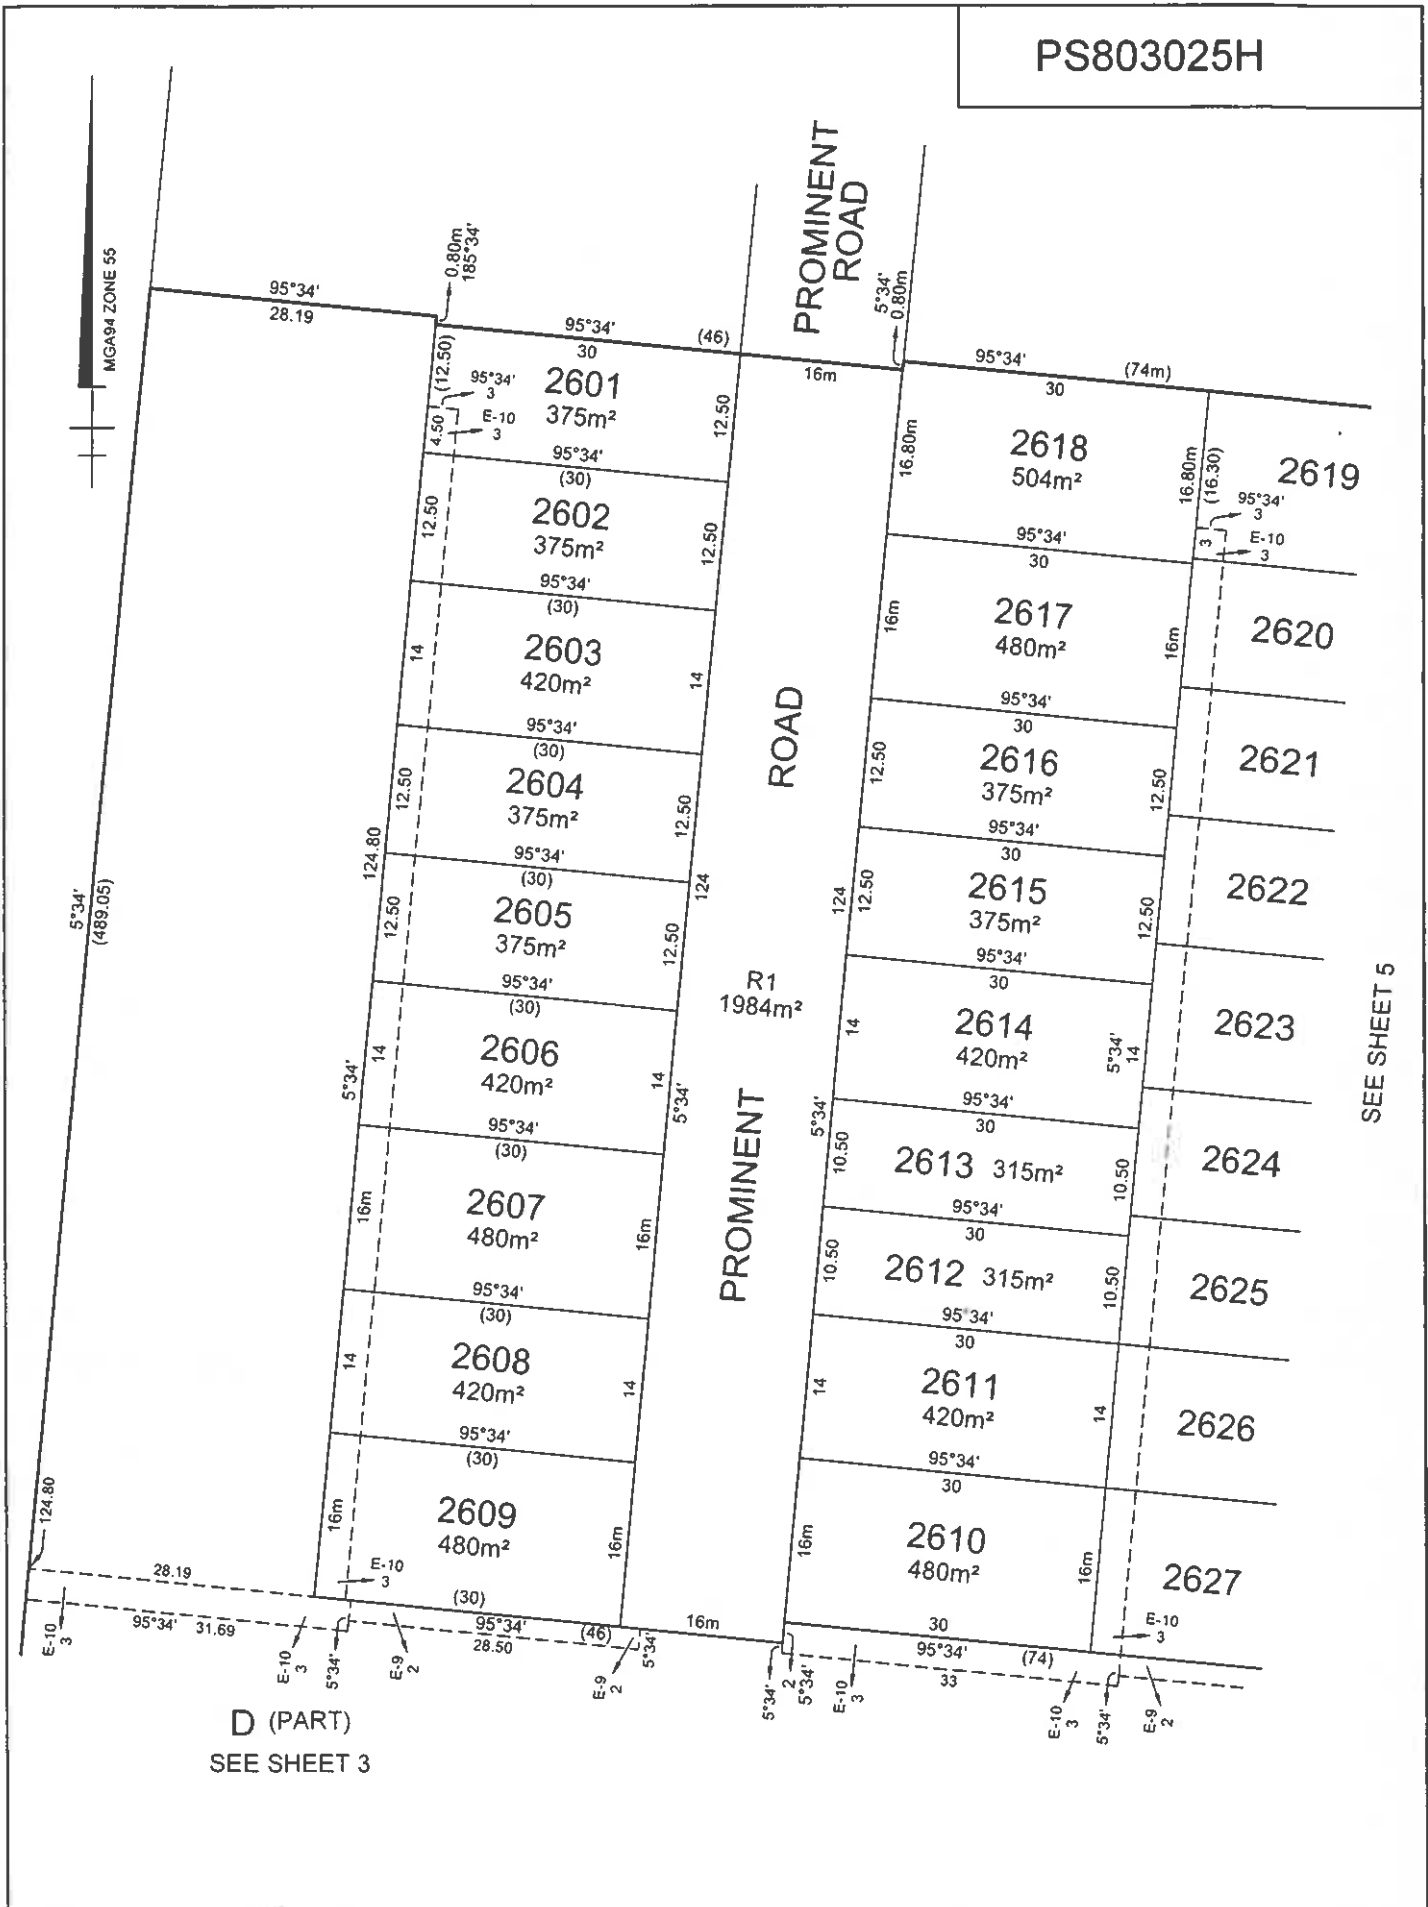 PS803025H
MGA94 ZONE 55
PROMINENT
ROAD
0.80m
185°34'
5°34'
0.80m
95°34'
28.19
95°34'
30
(46)
16m
95°34'
30
(74m)
(12.50)
95°34'
3
4.50
E-10
3
2601
375m²
12.50
95°34'
(30)
12.50
2602
375m²
12.50
95°34'
(30)
14
2603
420m²
14
95°34'
(30)
12.50
2604
375m²
12.50
124.80
95°34'
(30)
12.50
2605
375m²
12.50
124
95°34'
(30)
14
2606
420m²
14
5°34'
5°34'
95°34'
(30)
16m
2607
480m²
16m
95°34'
(30)
14
2608
420m²
14
95°34'
(30)
16m
2609
480m²
16m
E-10
3
(30)
5°34'
(489.05)
124.80
ROAD
R1
1984m²
PROMINENT
16.80m
2618
504m²
16.80m
(16.30)
95°34'
3
3
E-10
3
2619
95°34'
30
16m
2617
480m²
16m
2620
95°34'
30
12.50
2616
375m²
12.50
2621
95°34'
30
124
12.50
2615
375m²
12.50
2622
95°34'
30
14
2614
420m²
5°34'
14
2623
95°34'
30
5°34'
10.50
2613 315m²
10.50
2624
95°34'
30
10.50
2612 315m²
10.50
2625
95°34'
30
14
2611
420m²
14
2626
95°34'
30
16m
2610
480m²
16m
2627
E-10
3
SEE SHEET 5
28.19
95°34' 31.69
E-10
3
E-10
3
5°34'
E-9
2
95°34'
28.50
(46)
E-9
2
5°34'
16m
5°34'
2
5°34'
E-10
3
30
95°34'
(74)
33
E-10
3
5°34'
E-9
2
D (PART)
SEE SHEET 3